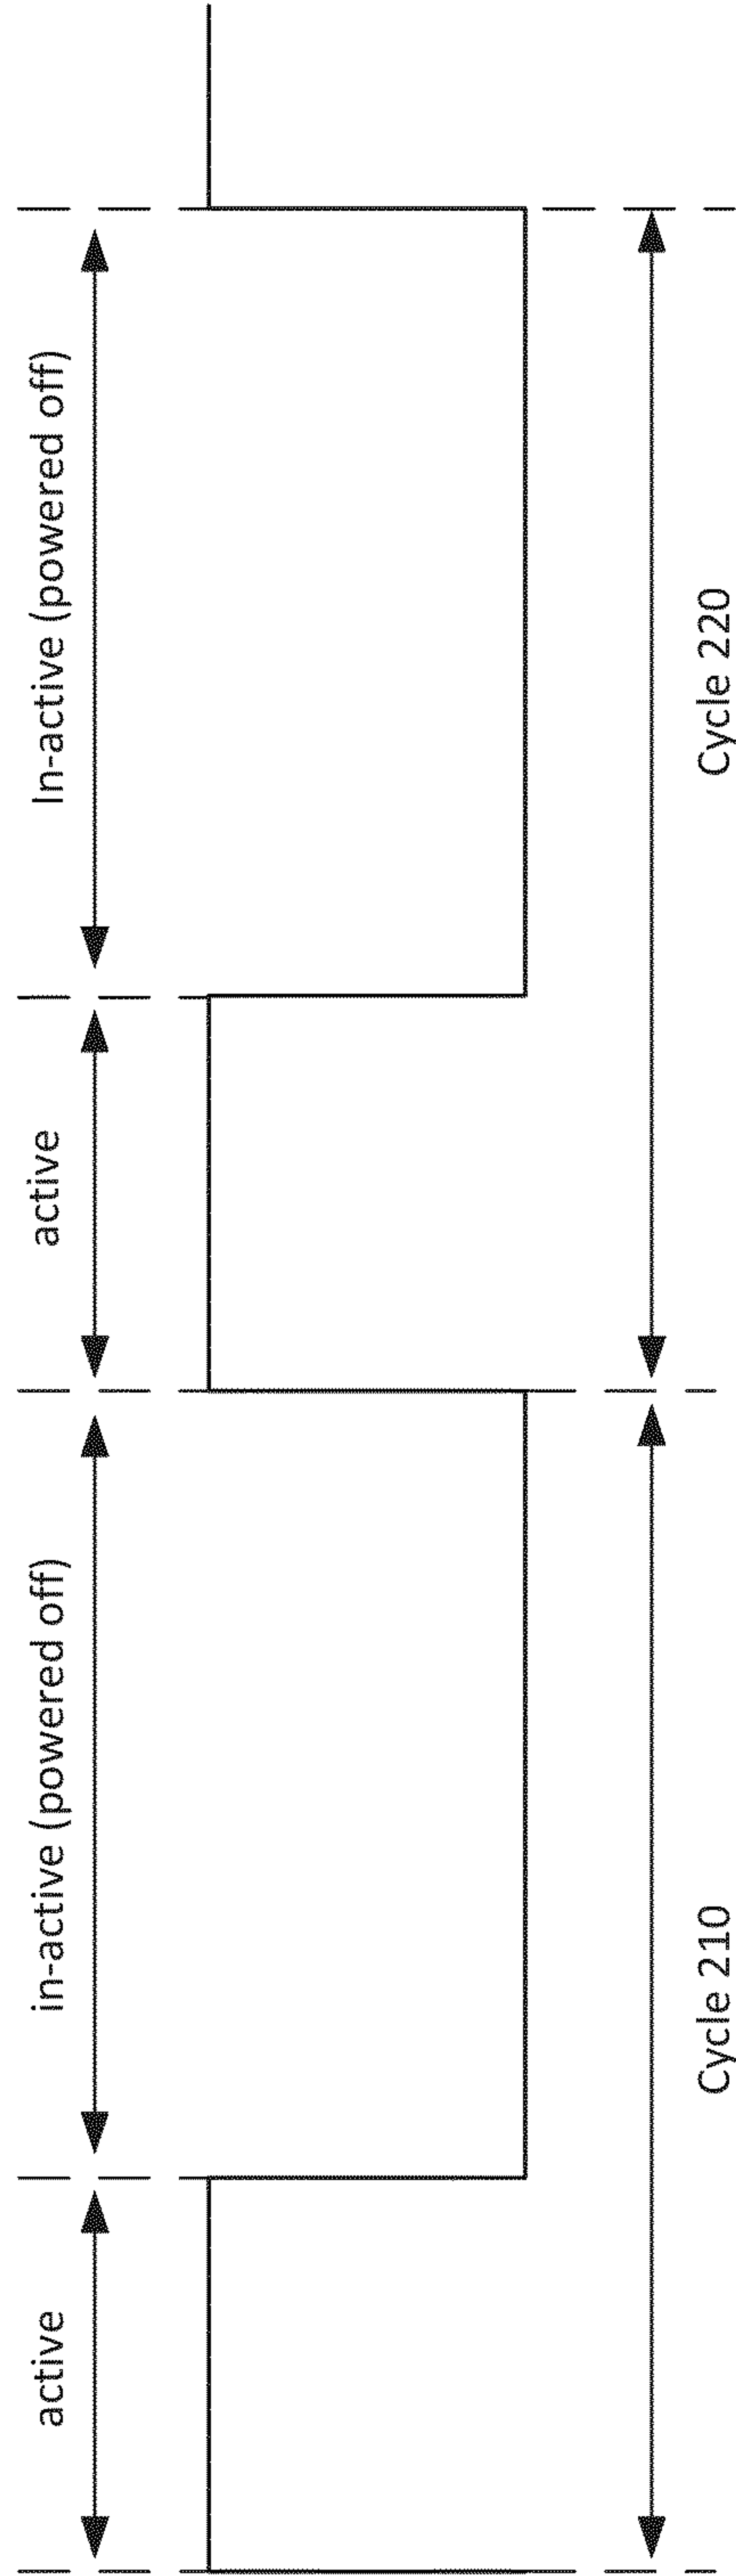 active
in-active (powered off)
active
In-active (powered off)
Cycle 210
Cycle 220